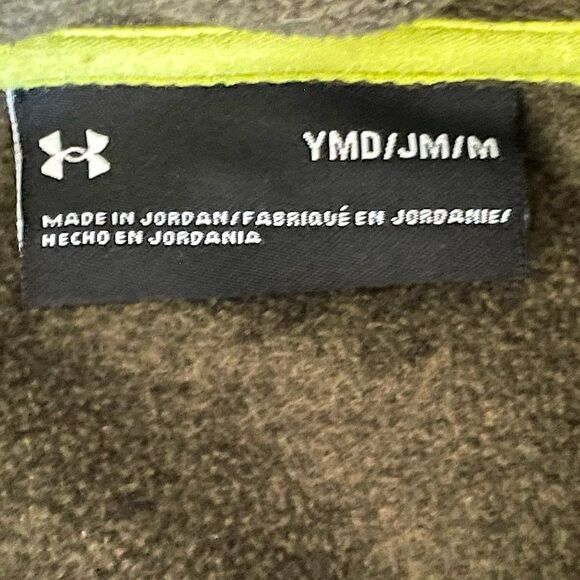 YMD/JM/M
MADE IN JORDAN/FABRIQUÉ EN JORDANIE/
HECHO EN JORDANIA